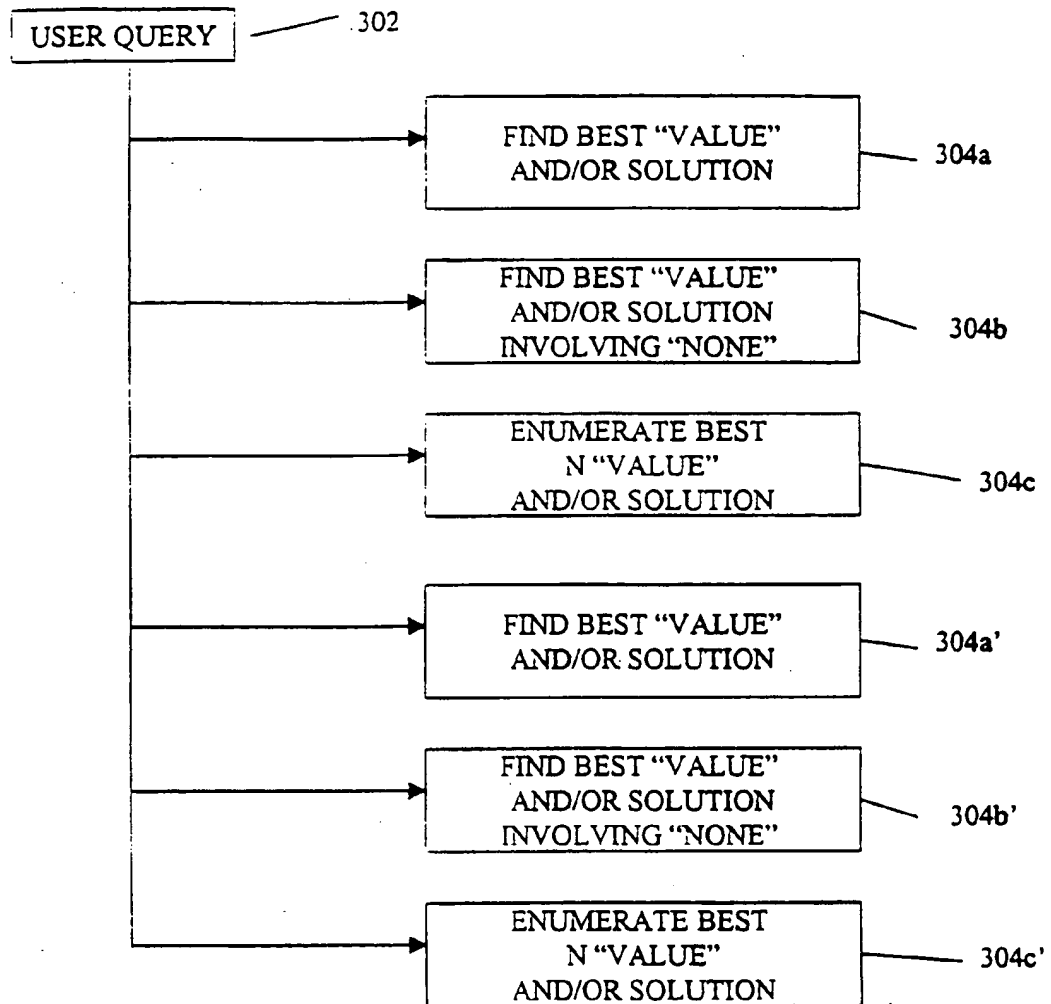 USER QUERY
302
FIND BEST “VALUE”
AND/OR SOLUTION
304a
FIND BEST “VALUE”
AND/OR SOLUTION
INVOLVING “NONE”
304b
ENUMERATE BEST
N “VALUE”
AND/OR SOLUTION
304c
FIND BEST “VALUE”
AND/OR SOLUTION
304a’
FIND BEST “VALUE”
AND/OR SOLUTION
INVOLVING “NONE”
304b’
ENUMERATE BEST
N “VALUE”
AND/OR SOLUTION
304c’